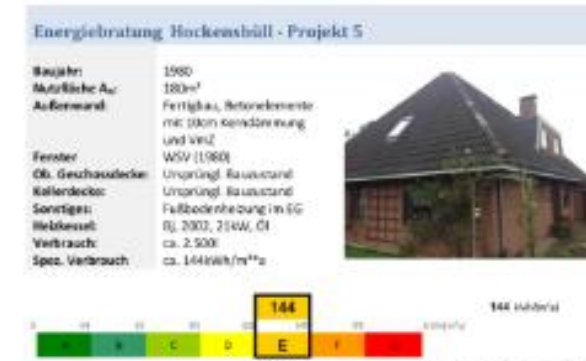 Energiebratung Hockensbüll - Projekt 5
Baujahr: 1980
Nutzfläche Aₙ: 180m²
Außenwand: Fertigbau, Betonelemente
mit 10cm Kerndämmung
und VmZ
Fenster WSV (1980)
Ob. Geschossdecke: Ursprüngl. Bauzustand
Kellerdecke: Ursprüngl. Bauzustand
Sonstiges: Fußbodenheizung im EG
Heizkessel: Bj. 2002, 21kW, Öl
Verbrauch: ca. 2.500l
Spez. Verbrauch ca. 144kWh/m²*a
144
144 kWh/(m²a)
C D E F